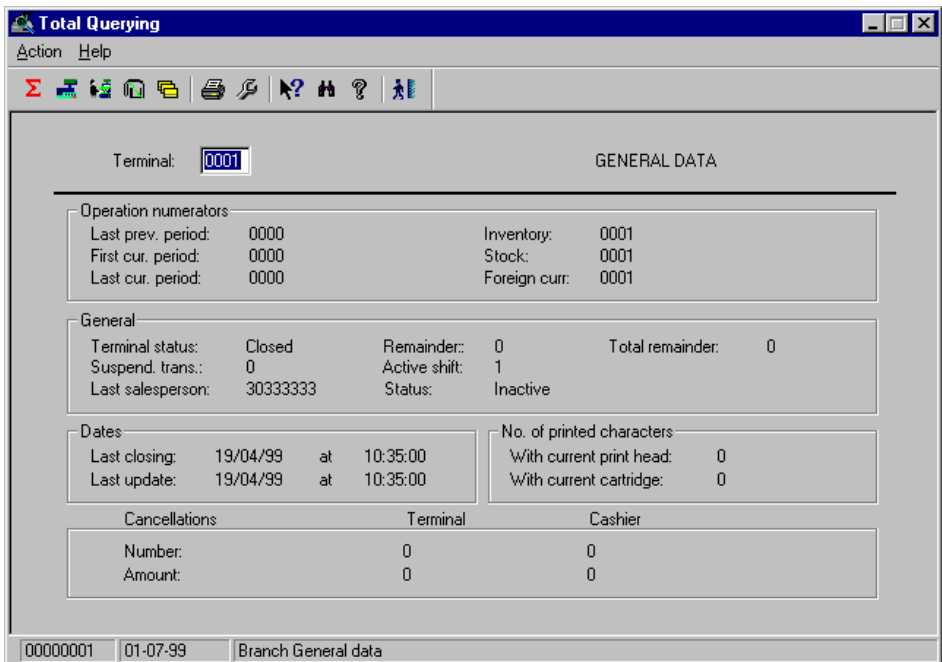 Total Querying
Action Help
Terminal: 0001 GENERAL DATA
Operation numerators
Last prev. period: 0000 Inventory: 0001
First cur. period: 0000 Stock: 0001
Last cur. period: 0000 Foreign curr: 0001
General
Terminal status: Closed Remainder:: 0 Total remainder: 0
Suspend. trans.: 0 Active shift: 1
Last salesperson: 30333333 Status: Inactive
Dates No. of printed characters
Last closing: 19/04/99 at 10:35:00 With current print head: 0
Last update: 19/04/99 at 10:35:00 With current cartridge: 0
Cancellations Terminal Cashier
Number: 0 0
Amount: 0 0
00000001 01-07-99 Branch General data